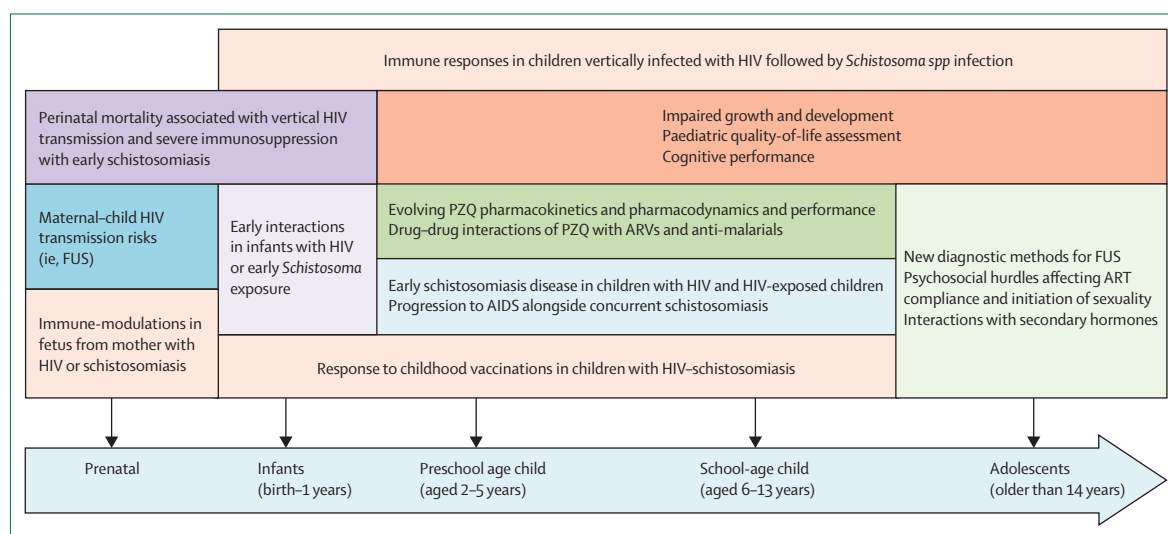 Immune responses in children vertically infected with HIV followed by Schistosoma spp infection
Perinatal mortality associated with vertical HIV
transmission and severe immunosuppression
with early schistosomiasis
Impaired growth and development
Paediatric quality-of-life assessment
Cognitive performance
Maternal–child HIV
transmission risks
(ie, FUS)
Early interactions
in infants with HIV
or early Schistosoma
exposure
Evolving PZQ pharmacokinetics and pharmacodynamics and performance
Drug–drug interactions of PZQ with ARVs and anti-malarials
Early schistosomiasis disease in children with HIV and HIV-exposed children
Progression to AIDS alongside concurrent schistosomiasis
New diagnostic methods for FUS
Psychosocial hurdles affecting ART
compliance and initiation of sexuality
Interactions with secondary hormones
Immune-modulations in
fetus from mother with
HIV or schistosomiasis
Response to childhood vaccinations in children with HIV–schistosomiasis
Prenatal
Infants
(birth–1 years)
Preschool age child
(aged 2–5 years)
School-age child
(aged 6–13 years)
Adolescents
(older than 14 years)